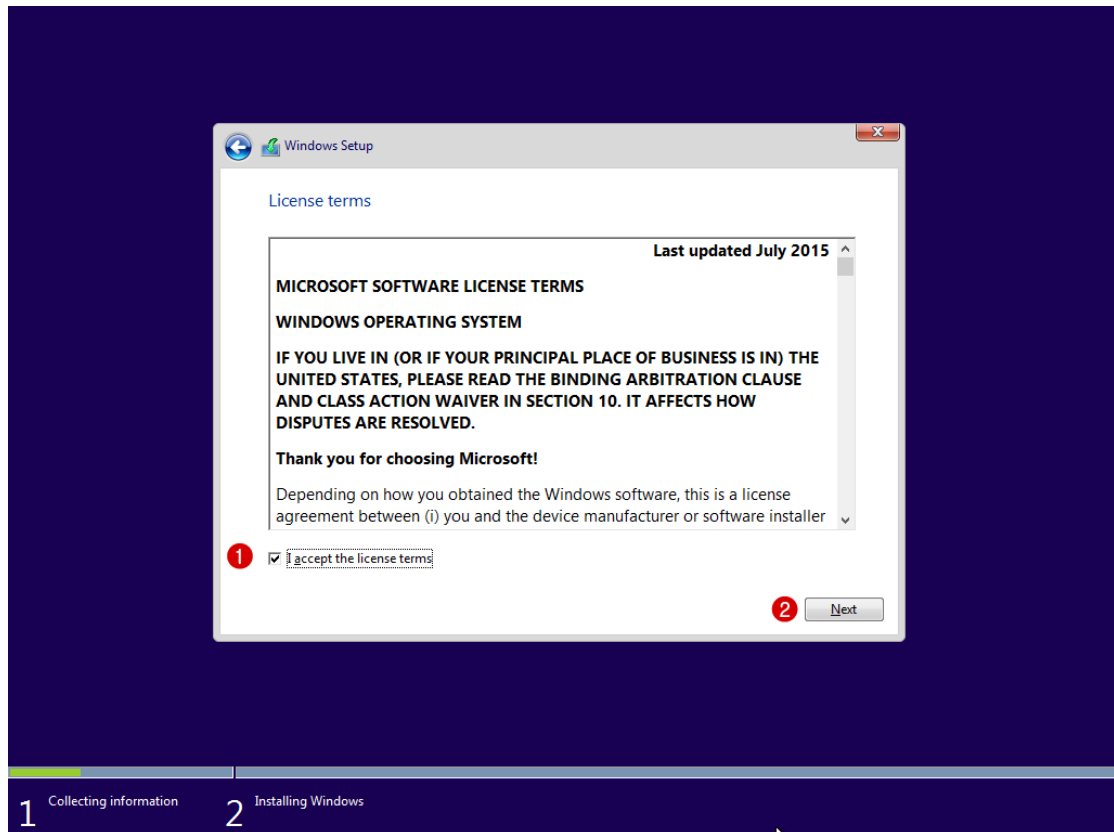 Windows Setup
License terms
Last updated July 2015
MICROSOFT SOFTWARE LICENSE TERMS
WINDOWS OPERATING SYSTEM
IF YOU LIVE IN (OR IF YOUR PRINCIPAL PLACE OF BUSINESS IS IN) THE
UNITED STATES, PLEASE READ THE BINDING ARBITRATION CLAUSE
AND CLASS ACTION WAIVER IN SECTION 10. IT AFFECTS HOW
DISPUTES ARE RESOLVED.
Thank you for choosing Microsoft!
Depending on how you obtained the Windows software, this is a license
agreement between (i) you and the device manufacturer or software installer
1 I accept the license terms
2 Next
1 Collecting information
2 Installing Windows